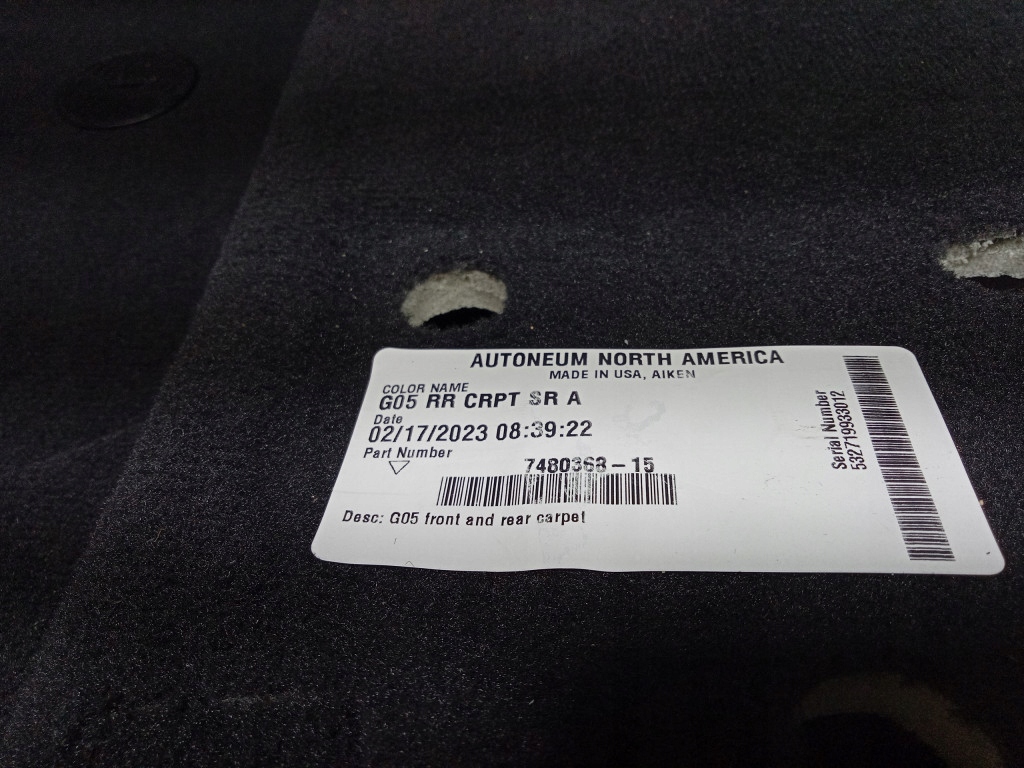 AUTONEUM NORTH AMERICA
MADE IN USA, AIKEN
COLOR NAME
G05 RR CRPT SR A
Date
02/17/2023 08:39:22
Part Number
7480368-15
Desc: G05 front and rear carpet
Serial Number
532719933012